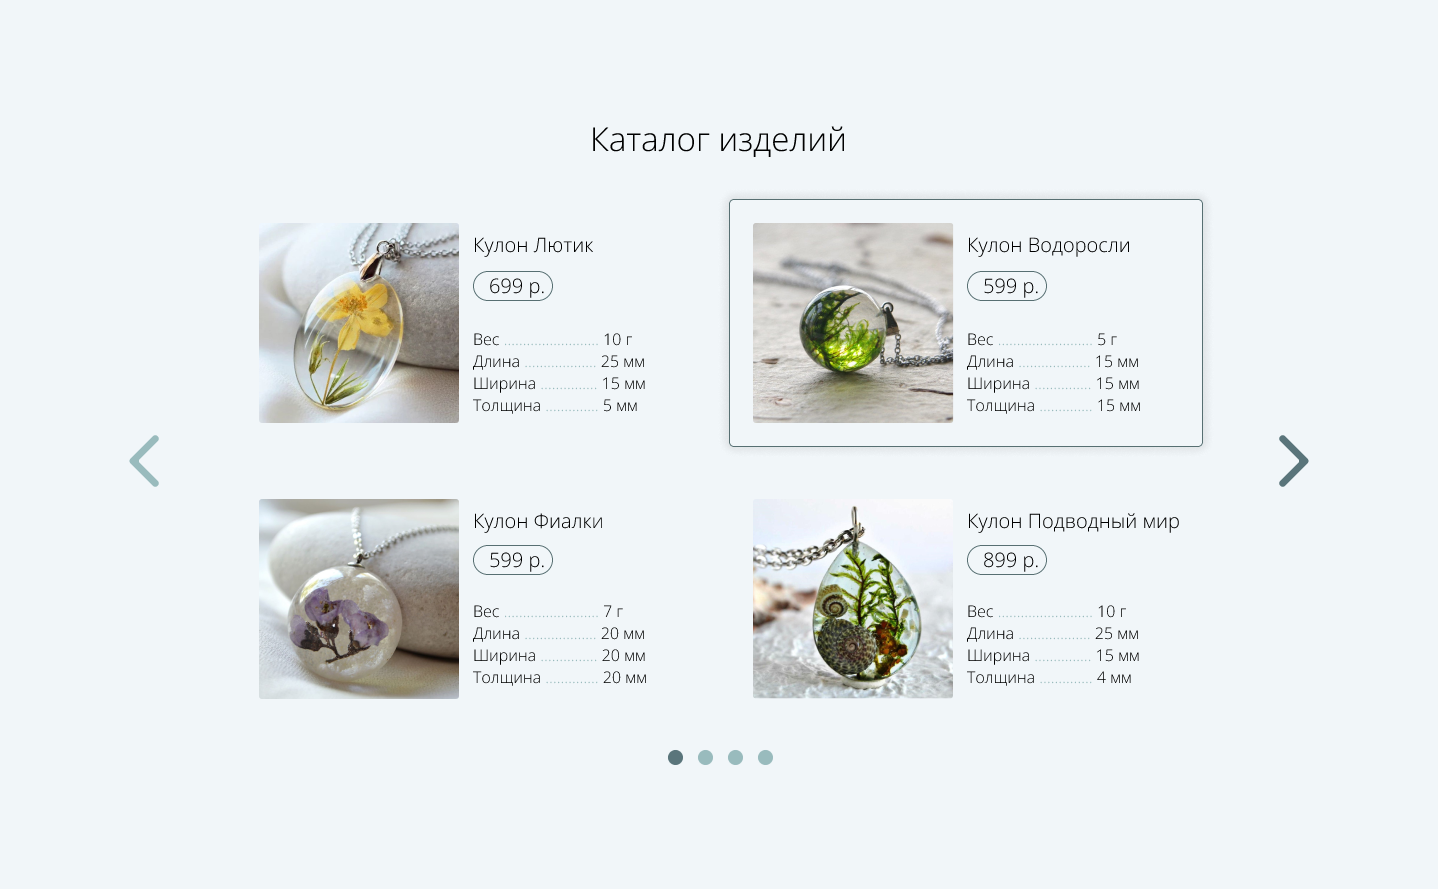 Каталог изделий
Кулон Лютик
699 р.
Вес ......................... 10 г
Длина ................... 25 мм
Ширина ............... 15 мм
Толщина .............. 5 мм
Кулон Водоросли
599 р.
Вес ......................... 5 г
Длина ................... 15 мм
Ширина ............... 15 мм
Толщина .............. 15 мм
Кулон Фиалки
599 р.
Вес ......................... 7 г
Длина ................... 20 мм
Ширина ............... 20 мм
Толщина .............. 20 мм
Кулон Подводный мир
899 р.
Вес ......................... 10 г
Длина ................... 25 мм
Ширина ............... 15 мм
Толщина .............. 4 мм